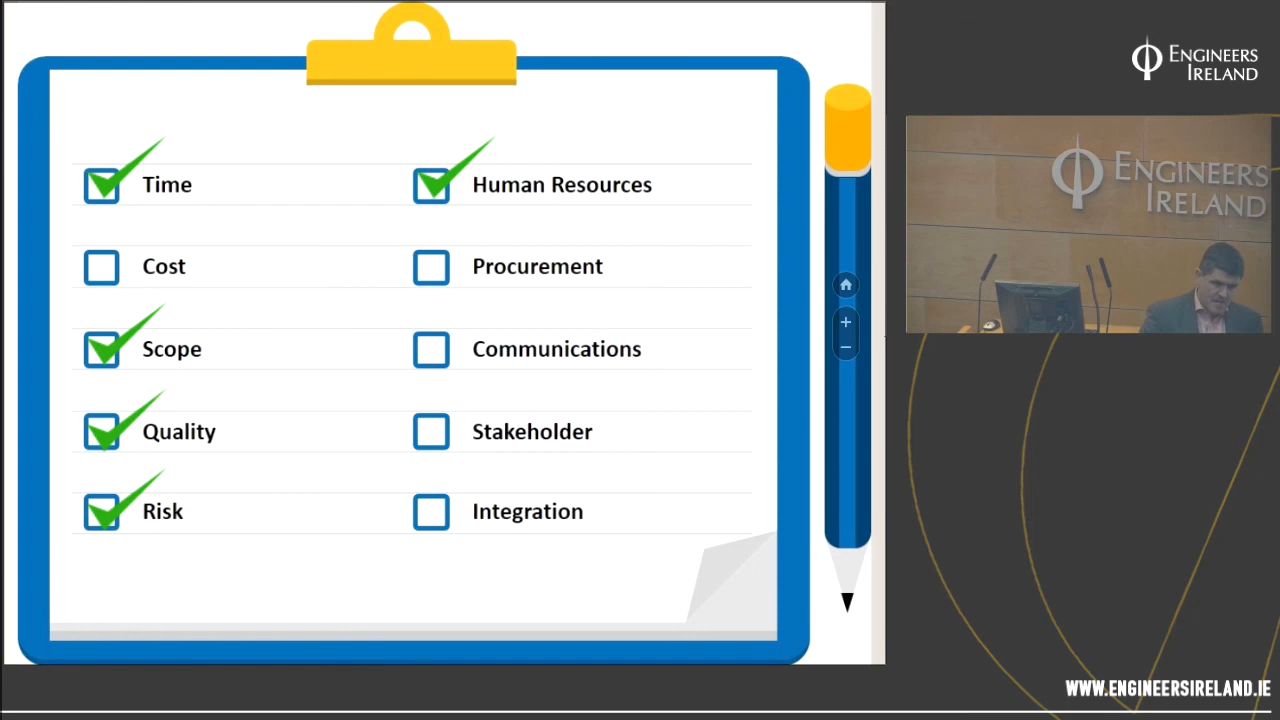 Time
Cost
Scope
Quality
Risk
Human Resources
Procurement
Communications
Stakeholder
Integration
ENGINEERS
IRELAND
ENGINEERS
IRELAND
WWW.ENGINEERSIRELAND.IE